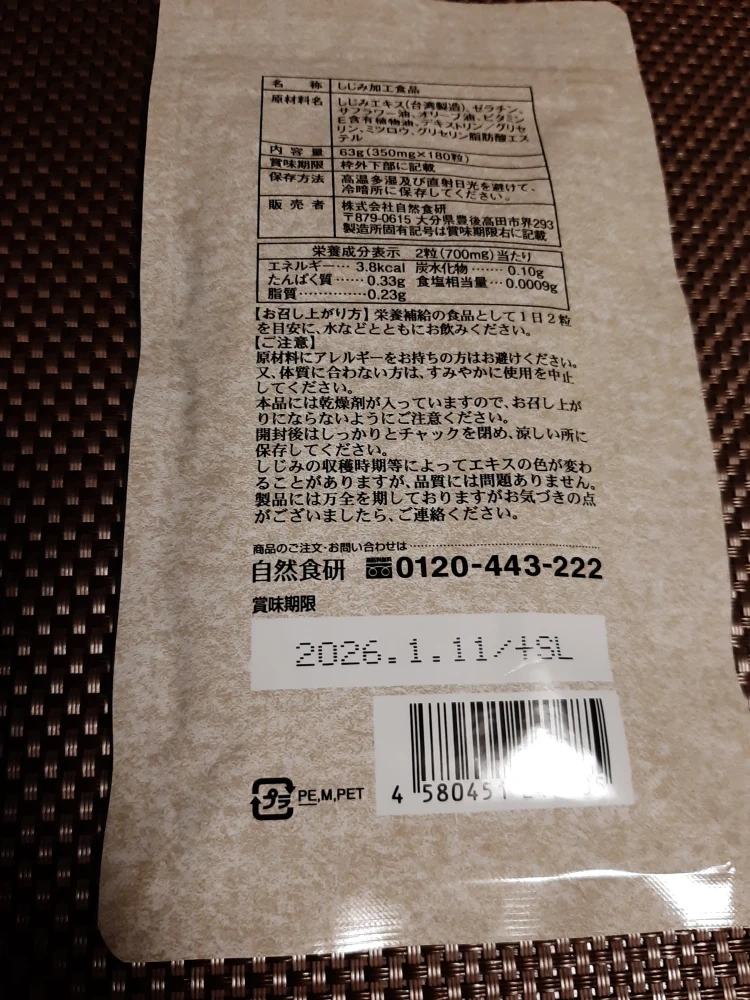 名称 しじみ加工食品
原材料名 しじみエキス(台湾製造)、ゼラチン、
サフラワー油、オリーブ油、ビタミン
E含有植物油、デキストリン／グリセ
リン、ミツロウ、グリセリン脂肪酸エス
テル
内容量 63g(350mg×180粒)
賞味期限 枠外下部に記載
保存方法 高温多湿及び直射日光を避けて、
冷暗所に保存してください。
販売者 株式会社自然食研
〒879-0615 大分県豊後高田市界293
製造所固有記号は賞味期限右に記載
栄養成分表示 2粒(700mg)当たり
エネルギー… 3.8kcal 炭水化物…… 0.10g
たんぱく質…… 0.33g 食塩相当量… 0.0009g
脂質…………0.23g
【お召し上がり方】栄養補給の食品として1日2粒
を目安に、水などとともにお飲みください。
【ご注意】
原材料にアレルギーをお持ちの方はお避けください。
又、体質に合わない方は、すみやかに使用を中止
してください。
本品には乾燥剤が入っていますので、お召し上が
りにならないようにご注意ください。
開封後はしっかりとチャックを閉め、涼しい所に
保存してください。
しじみの収穫時期等によってエキスの色が変わ
ることがありますが、品質には問題ありません。
製品には万全を期しておりますがお気づきの点
がございましたら、ご連絡ください。
商品のご注文・お問い合わせは
自然食研 0120-443-222
賞味期限
2026.1.11/+SL
4 580451
プラ PE,M,PET